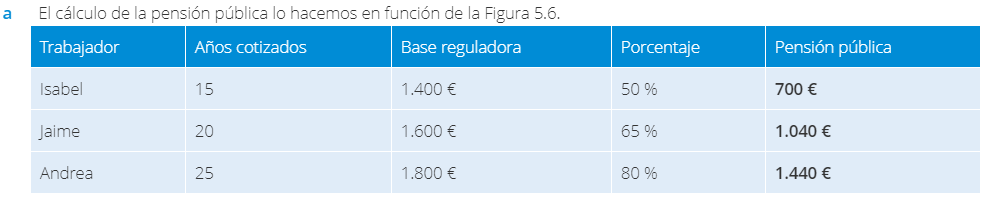 a El cálculo de la pensión pública lo hacemos en función de la Figura 5.6.
Trabajador Años cotizados Base reguladora Porcentaje Pensión pública
Isabel 15 1.400 € 50 % 700 €
Jaime 20 1.600 € 65 % 1.040 €
Andrea 25 1.800 € 80 % 1.440 €